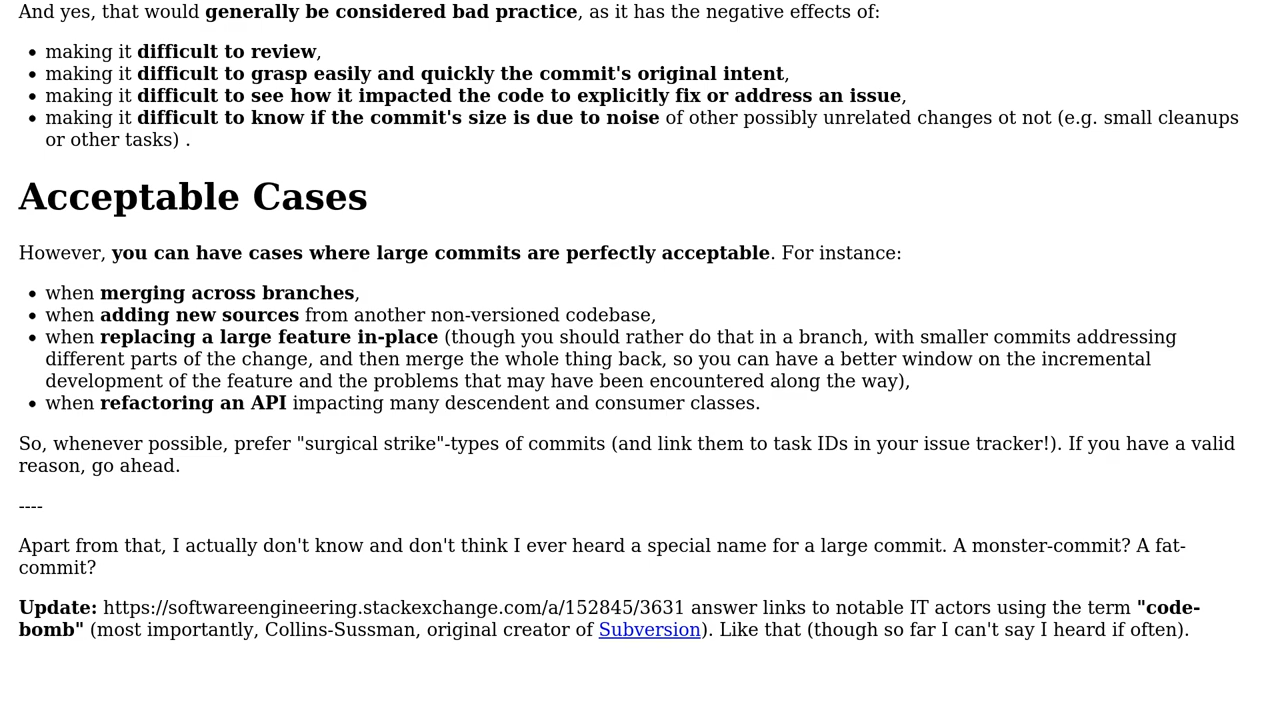 And yes, that would generally be considered bad practice, as it has the negative effects of:
making it difficult to review,
making it difficult to grasp easily and quickly the commit's original intent,
making it difficult to see how it impacted the code to explicitly fix or address an issue,
making it difficult to know if the commit's size is due to noise of other possibly unrelated changes ot not (e.g. small cleanups
or other tasks) .
Acceptable Cases
However, you can have cases where large commits are perfectly acceptable. For instance:
when merging across branches,
when adding new sources from another non-versioned codebase,
when replacing a large feature in-place (though you should rather do that in a branch, with smaller commits addressing
different parts of the change, and then merge the whole thing back, so you can have a better window on the incremental
development of the feature and the problems that may have been encountered along the way),
when refactoring an API impacting many descendent and consumer classes.
So, whenever possible, prefer "surgical strike"-types of commits (and link them to task IDs in your issue tracker!). If you have a valid
reason, go ahead.
----
Apart from that, I actually don't know and don't think I ever heard a special name for a large commit. A monster-commit? A fat-
commit?
Update: https://softwareengineering.stackexchange.com/a/152845/3631 answer links to notable IT actors using the term "code-
bomb" (most importantly, Collins-Sussman, original creator of Subversion). Like that (though so far I can't say I heard if often).